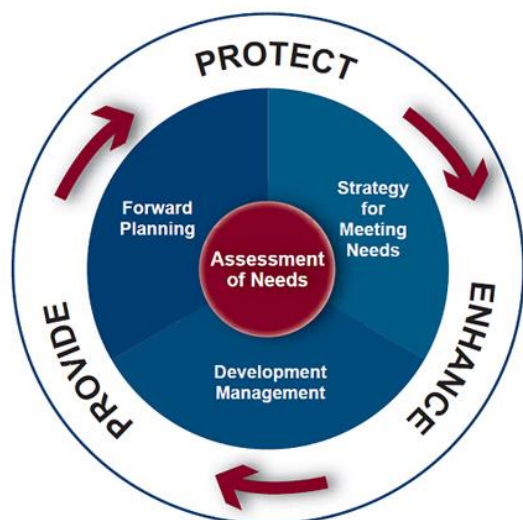 PROTECT
Forward
Planning
Strategy
for
Meeting
Needs
Assessment
of Needs
Development
Management
ENHANCE
PROVIDE